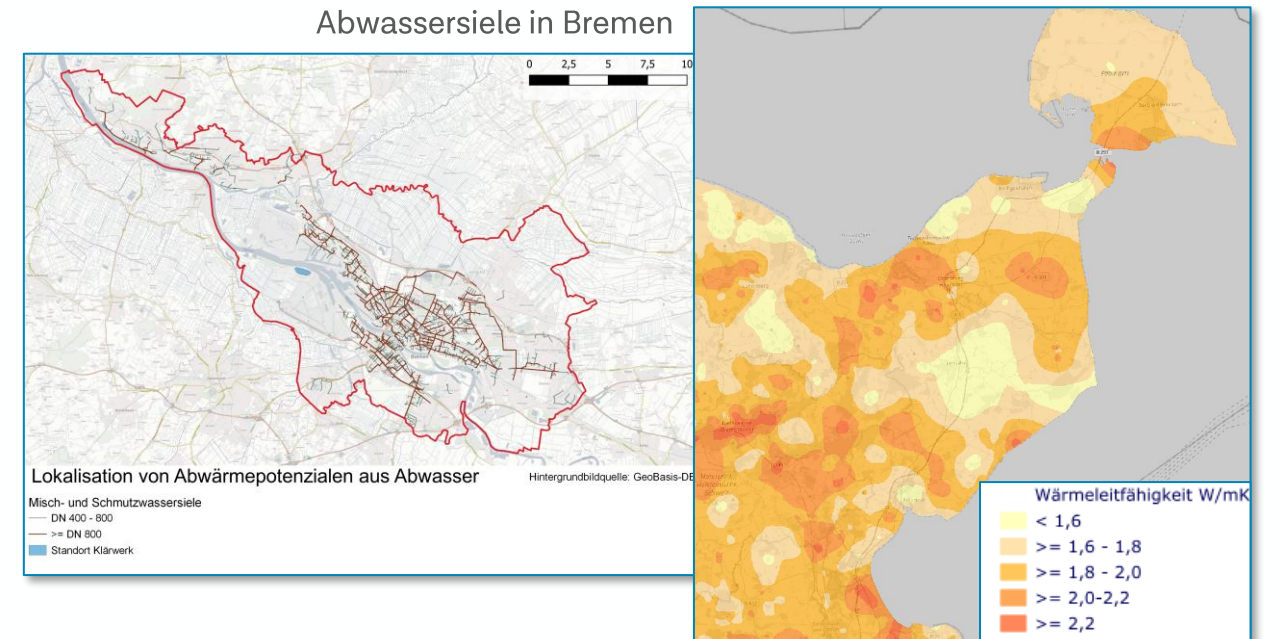 Abwassersiele in Bremen
0 2,5 5 7,5 10
Lokalisation von Abwärmepotenzialen aus Abwasser
Hintergrundbildquelle: GeoBasis-DE
Misch- und Schmutzwassersiele
DN 400 - 800
>= DN 800
Standort Klärwerk
Wärmeleitfähigkeit W/mK
< 1,6
>= 1,6 - 1,8
>= 1,8 - 2,0
>= 2,0-2,2
>= 2,2